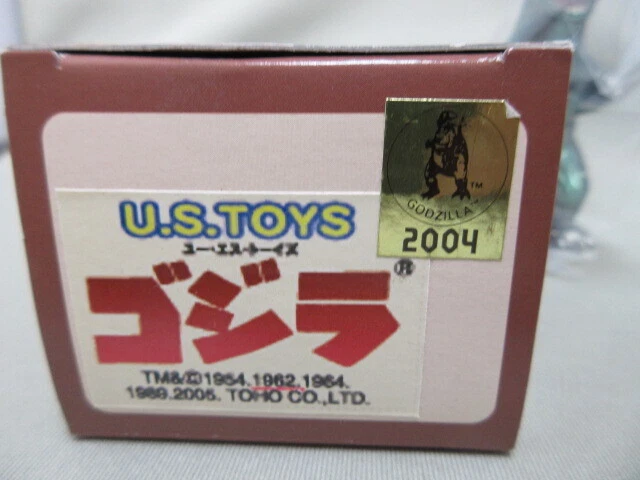 U.S.TOYS
ユー・エス・トーイズ
ゴジラ®
TM&©1954.1962.1964.
1989.2005. TOHO CO.,LTD.
GODZILLA
TM
2004